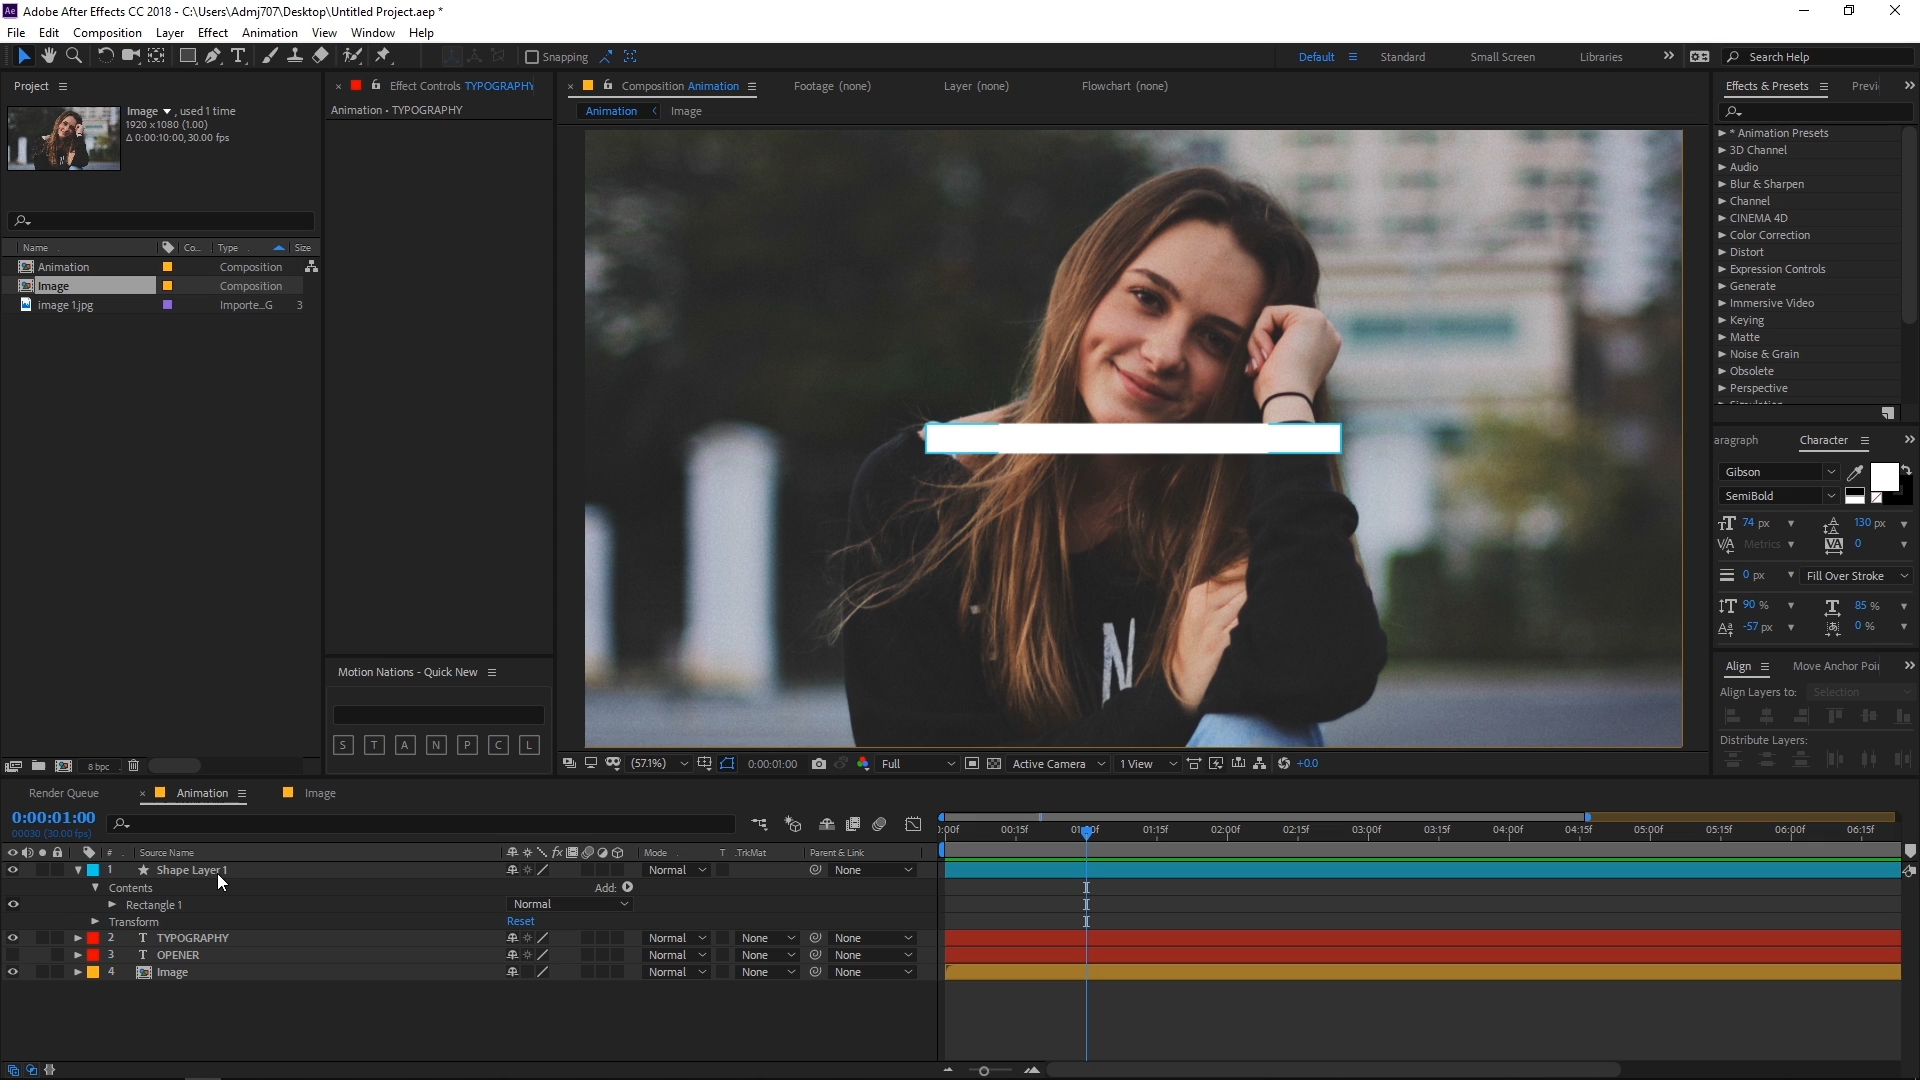 Ae Adobe After Effects CC 2018 - C:\Users\Admj707\Desktop\Untitled Project.aep *
File Edit Composition Layer Effect Animation View Window Help
Snapping Default Standard Small Screen Libraries Search Help
Project
Image , used 1 time
1920 x 1080 (1.00)
Δ 0:00:10:00, 30.00 fps
Name Co... Type Size
Animation Composition
Image Composition
image 1.jpg Importe...G 3
8 bpc
Effect Controls TYPOGRAPHY
Animation • TYPOGRAPHY
Motion Nations - Quick New
S T A N P C L
Composition Animation Footage (none) Layer (none) Flowchart (none)
Animation Image
N
(57.1%) 0:00:01:00 Full Active Camera 1 View +0.0
Effects & Presets Previ
* Animation Presets
3D Channel
Audio
Blur & Sharpen
Channel
CINEMA 4D
Color Correction
Distort
Expression Controls
Generate
Immersive Video
Keying
Matte
Noise & Grain
Obsolete
Perspective
aragraph Character
Gibson
SemiBold
74 px 130 px
Metrics 0
0 px Fill Over Stroke
90 % 85 %
-57 px 0 %
Align Move Anchor Poi
Align Layers to: Selection
Distribute Layers:
Render Queue Animation Image
0:00:01:00
00030 (30.00 fps)
):00f 00:15f 01:00f 01:15f 02:00f 02:15f 03:00f 03:15f 04:00f 04:15f 05:00f 05:15f 06:00f 06:15f
# Source Name Mode T .TrkMat Parent & Link
1 Shape Layer 1 Normal None
Contents Add:
Rectangle 1 Normal
Transform Reset
2 T TYPOGRAPHY Normal None None
3 T OPENER Normal None None
4 Image Normal None None